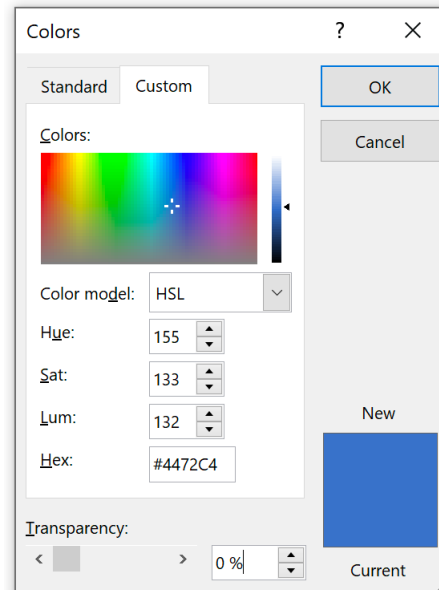 Colors ?
Standard Custom OK
Cancel
Colors:
Color model: HSL
Hue: 155
Sat: 133
Lum: 132
New
Hex: #4472C4
Transparency:
0 %
Current